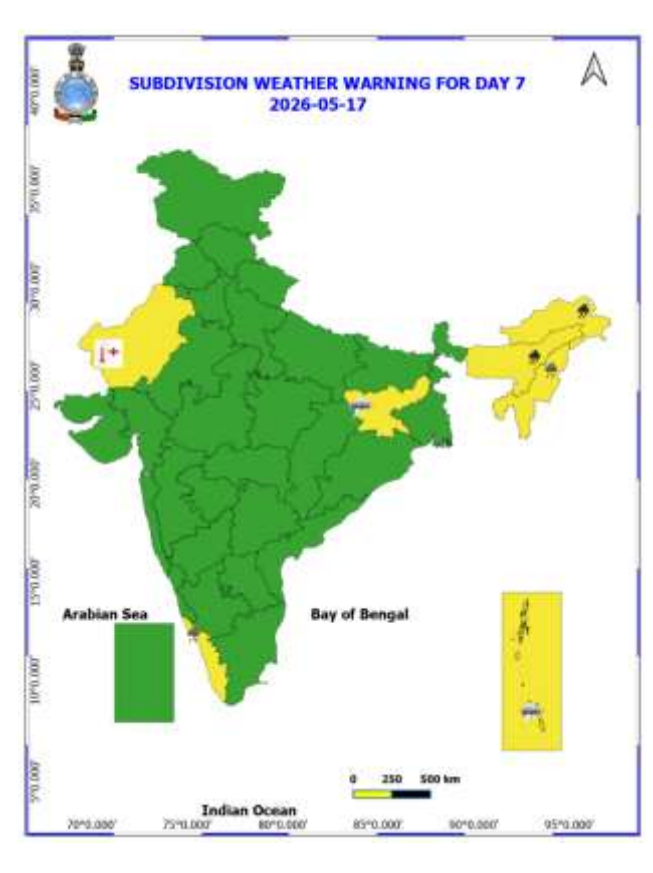 SUBDIVISION WEATHER WARNING FOR DAY 7
2026-05-17
40°0.000'
35°0.000'
30°0.000'
25°0.000'
20°0.000'
15°0.000'
10°0.000'
5°0.000'
Arabian Sea
Bay of Bengal
0 250 500 km
Indian Ocean
70°0.000' 75°0.000' 80°0.000' 85°0.000' 90°0.000' 95°0.000'